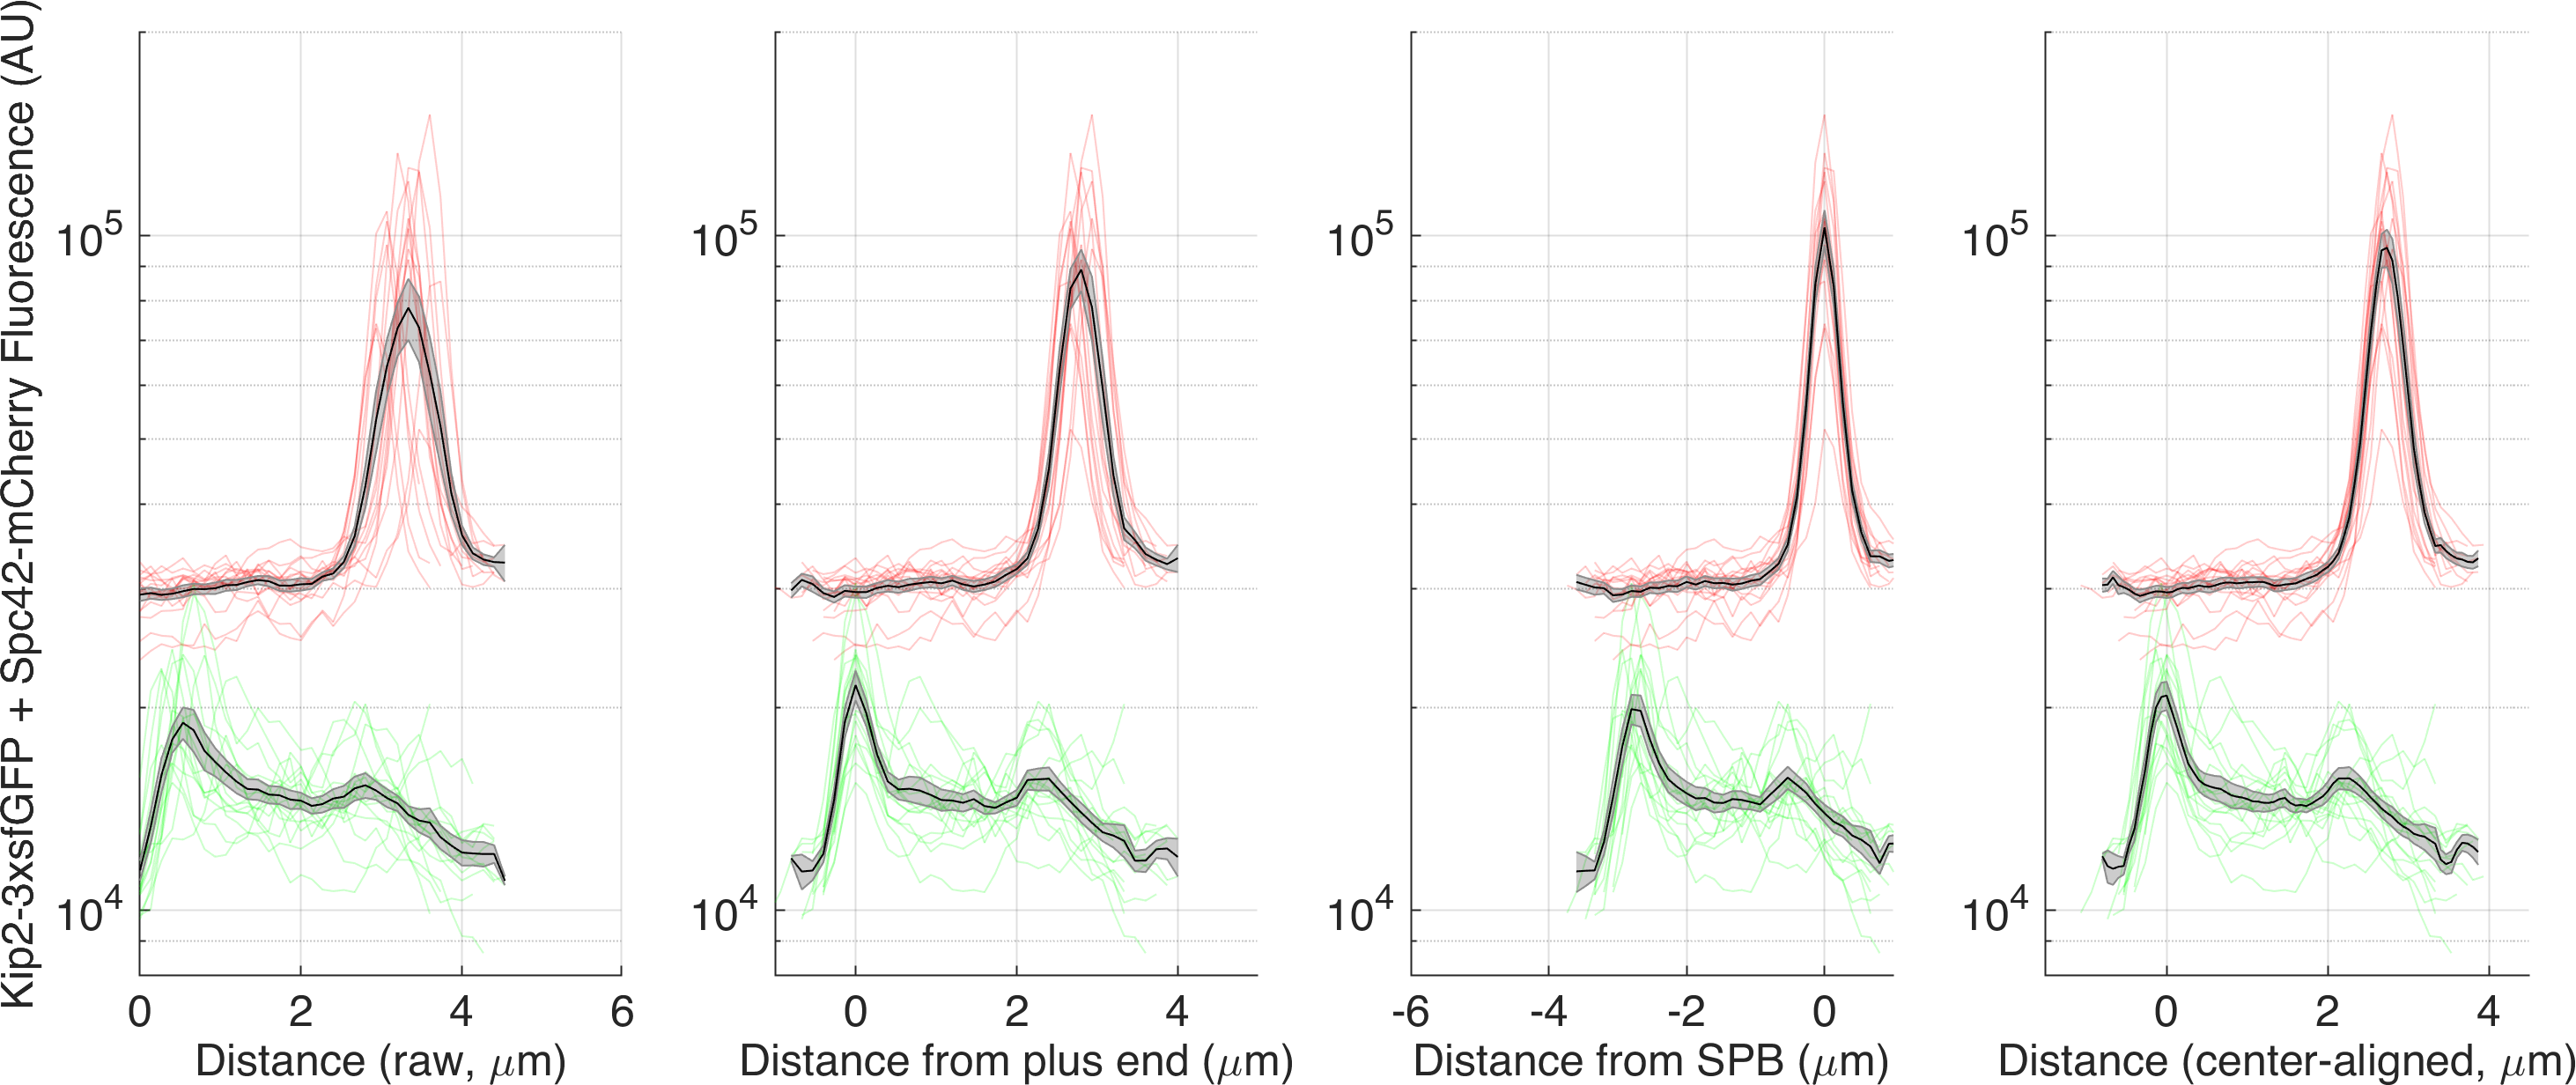 Kip2-3xsfGFP + Spc42-mCherry Fluorescence (AU)
10^5
10^4
0 2 4 6
Distance (raw, μm)
10^5
10^4
0 2 4
Distance from plus end (μm)
10^5
10^4
-6 -4 -2 0
Distance from SPB (μm)
10^5
10^4
0 2 4
Distance (center-aligned, μm)